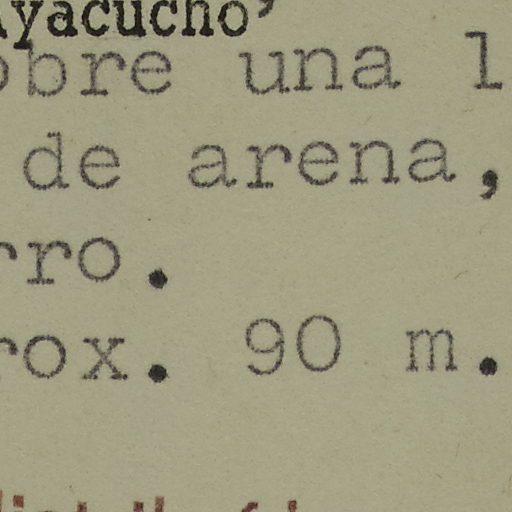 Ayacucho,
obre una l
de arena,
rro.
rox. 90 m.